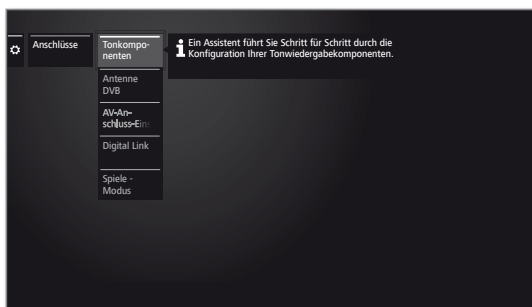 Anschlüsse
Tonkompo-
nenten
Ein Assistent führt Sie Schritt für Schritt durch die
Konfiguration Ihrer Tonwiedergabekomponenten.
Antenne
DVB
AV-An-
schluss-Eins
Digital Link
Spiele -
Modus